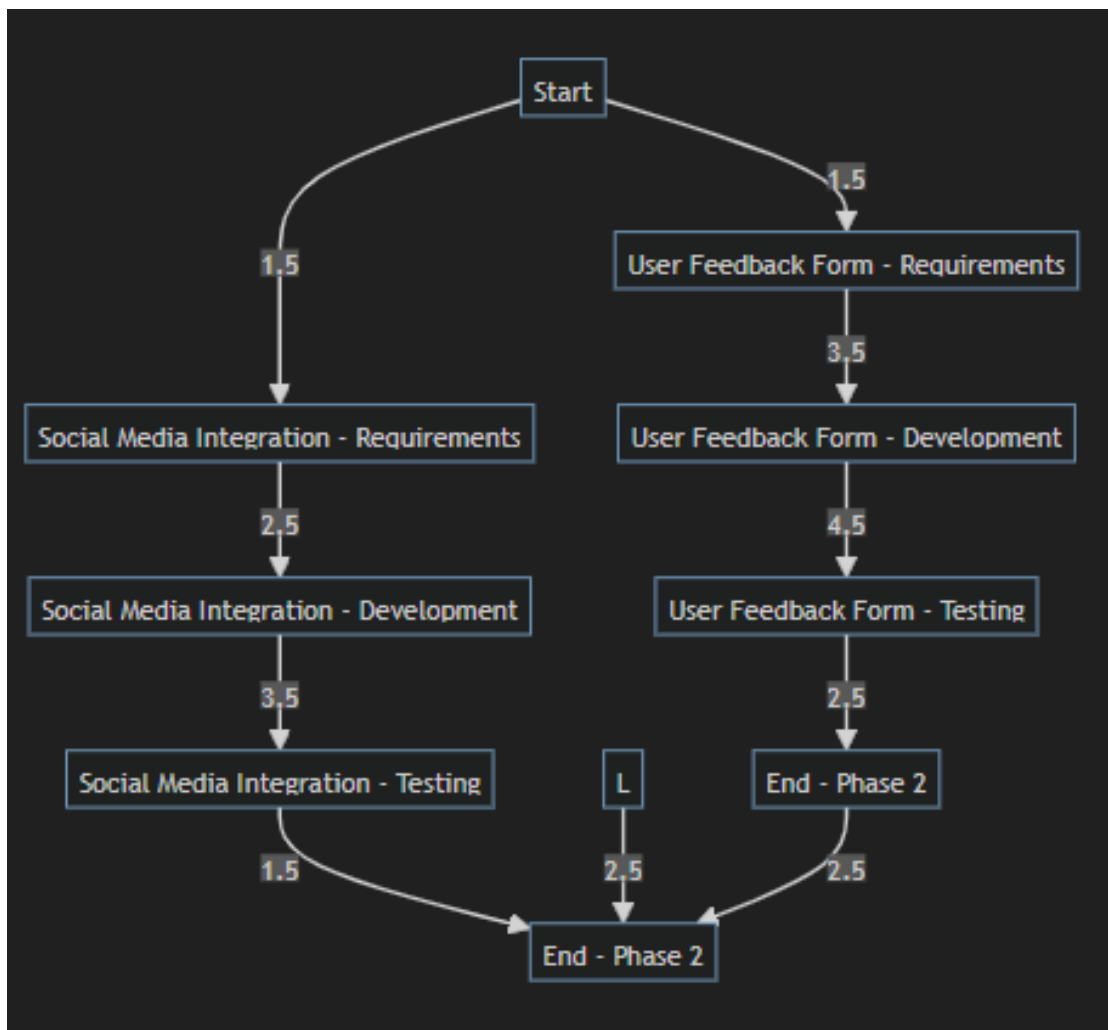 Start
1.5
1.5
User Feedback Form - Requirements
3.5
Social Media Integration - Requirements
User Feedback Form - Development
2.5
4.5
Social Media Integration - Development
User Feedback Form - Testing
3.5
2.5
Social Media Integration - Testing
L
End - Phase 2
1.5
2.5
2.5
End - Phase 2